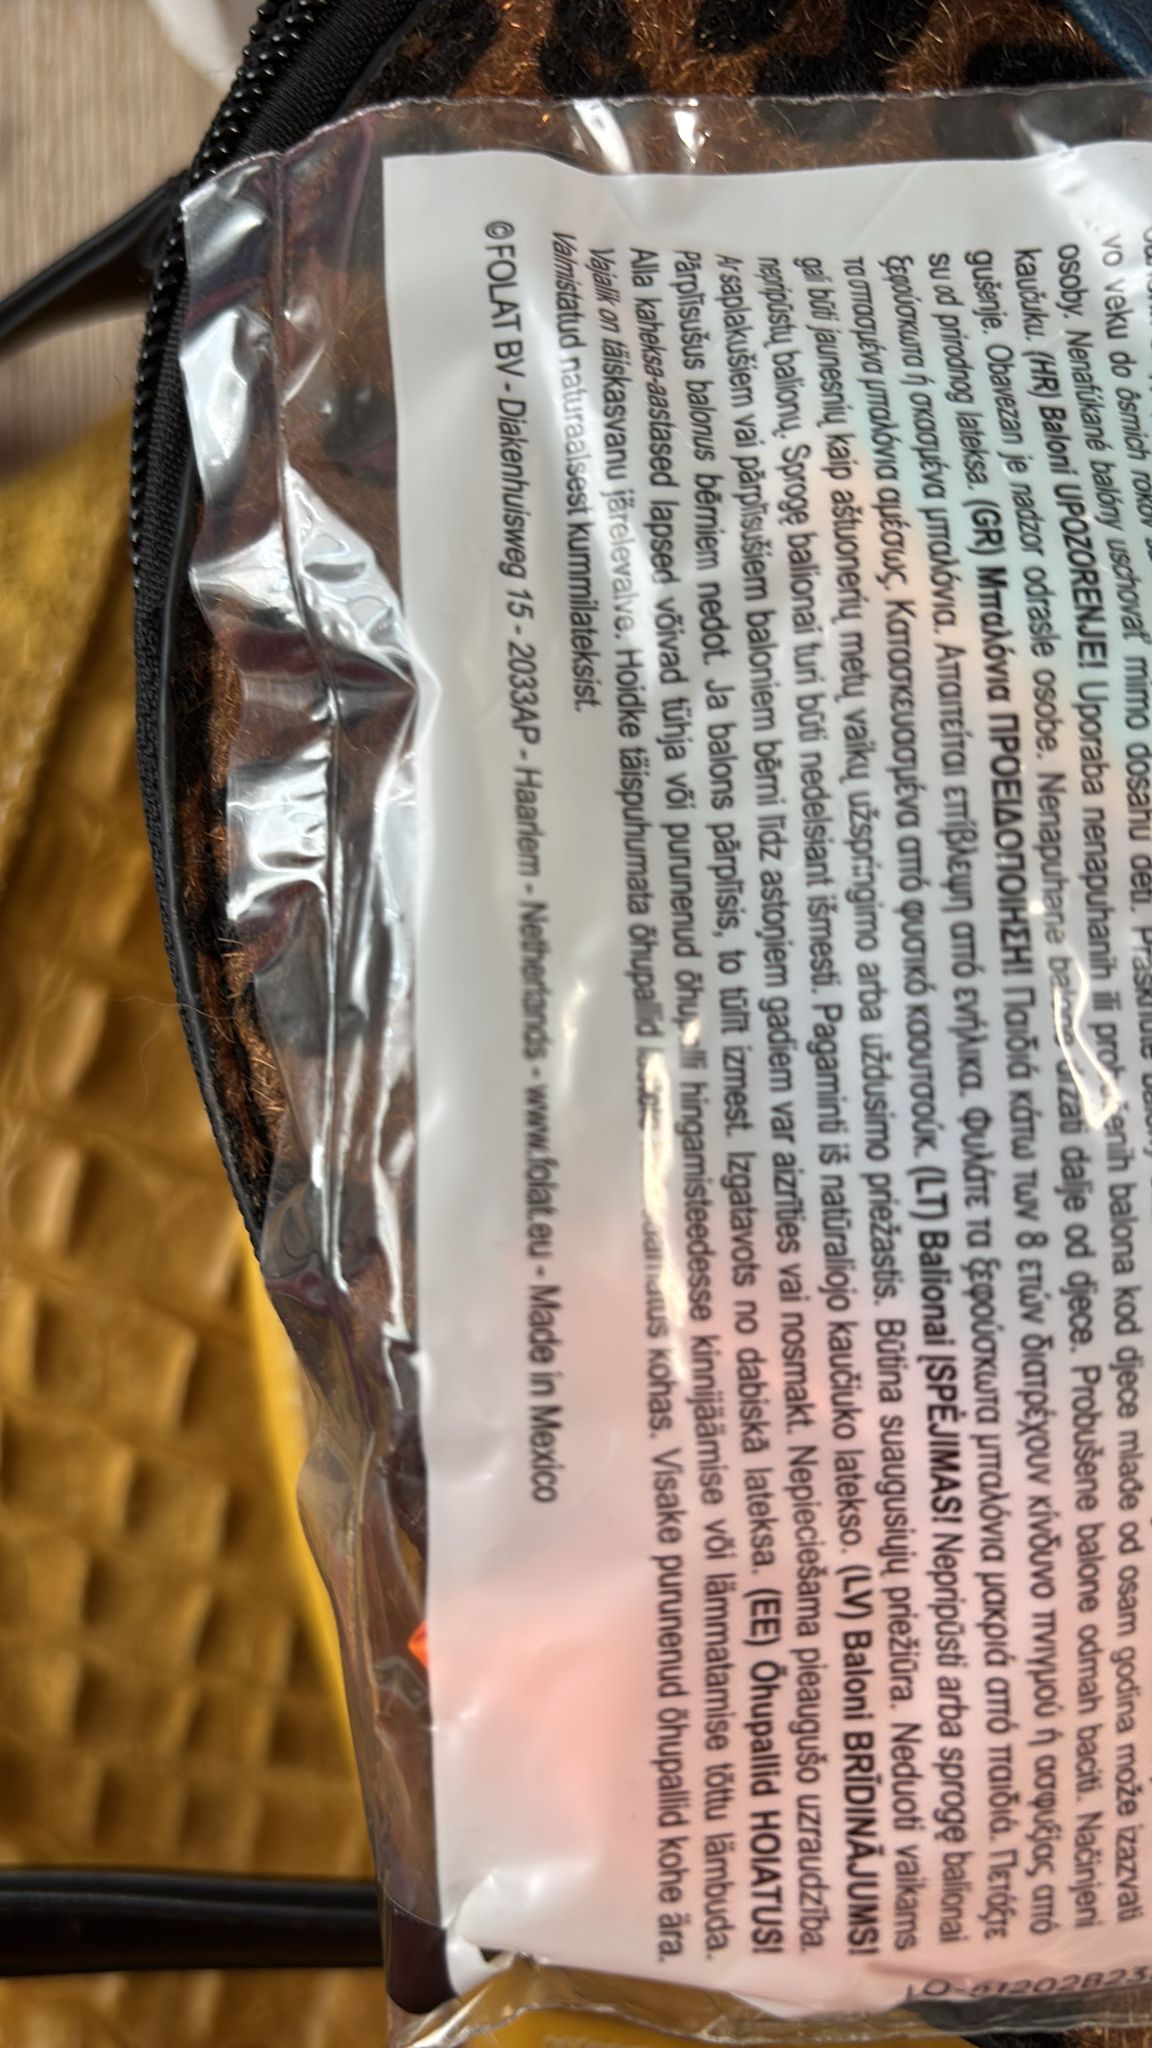 vo veku do ôsmich rokov
mimo dosahu detí.
osoby. Nenafúkané balóny uschovať
kaučuku. (HR) Baloni UPOZORENJE! Uporaba nenapuhanih ili
balona kod djece mlađe od osam godina može izazvati
gušenje. Obavezan je nadzor odrasle osobe. Nenapuhane
dalje od djece. Probušene balone odmah baciti. Načinjeni
su od prirodnog lateksa. (GR) Μπαλόνια ΠΡΟΕΙΔΟΠΟΙΗΣΗ! Παιδιά κάτω των 8 ετών διατρέχουν κίνδυνο πνιγμού ή ασφυξίας από
ξεφούσκωτα ή σκασμένα μπαλόνια. Απαιτείται επίβλεψη από ενήλικα. Φυλάτε τα ξεφούσκωτα μπαλόνια μακριά από παιδιά. Πετάξτε
τα σπασμένα μπαλόνια αμέσως. Κατασκευασμένα από φυσικό καουτσούκ. (LT) Balionai ĮSPĖJIMAS! Nepripūsti arba sprogę balionai
gali būti jaunesnių kaip aštuonerių metų vaikų užspringimo arba uždusimo priežastis. Būtina suaugusiųjų priežiūra. Neduoti vaikams
nepripūstų balionų. Sprogę balionai turi būti nedelsiant išmesti. Pagaminti iš natūraliojo kaučiuko latekso. (LV) Baloni BRĪDINĀJUMS!
Ar saplakušiem vai pārplīsušiem baloniem bērni līdz astoņiem gadiem var aizrīties vai nosmakt. Nepieciešama pieaugušo uzraudzība.
Pārplīsušus balonus bērniem nedot. Ja balons pārplīsis, to tūlīt izmest. Izgatavots no dabiskā lateksa. (EE) Õhupallid HOIATUS!
Alla kaheksa-aastased lapsed võivad tühja või purunenud hingamisteedesse kinnijäämise või lämmatamise tõttu lämbuda.
Vajalik on täiskasvanu järelevalve. Hoidke täispuhumata õhupallid kohas. Visake purunenud õhupallid kohe ära.
Valmistatud naturaalsest kummilateksist.
© FOLAT BV - Diakenhuisweg 15 - 2033AP - Haarlem - Netherlands - www.folat.eu - Made in Mexico